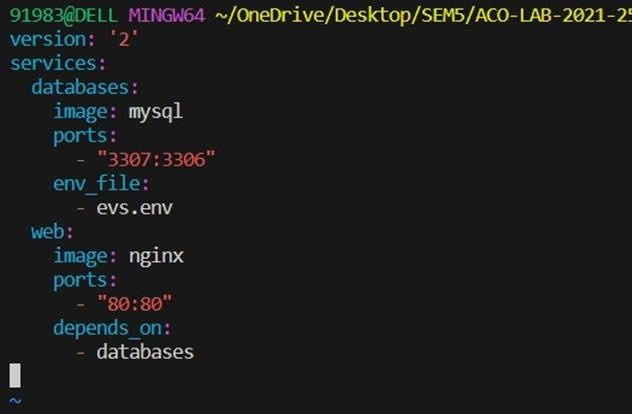 91983@DELL MINGW64 ~/OneDrive/Desktop/SEM5/ACO-LAB-2021-25
version: '2'
services:
  databases:
    image: mysql
    ports:
      - "3307:3306"
    env_file:
      - evs.env
  web:
    image: nginx
    ports:
      - "80:80"
    depends_on:
      - databases
~